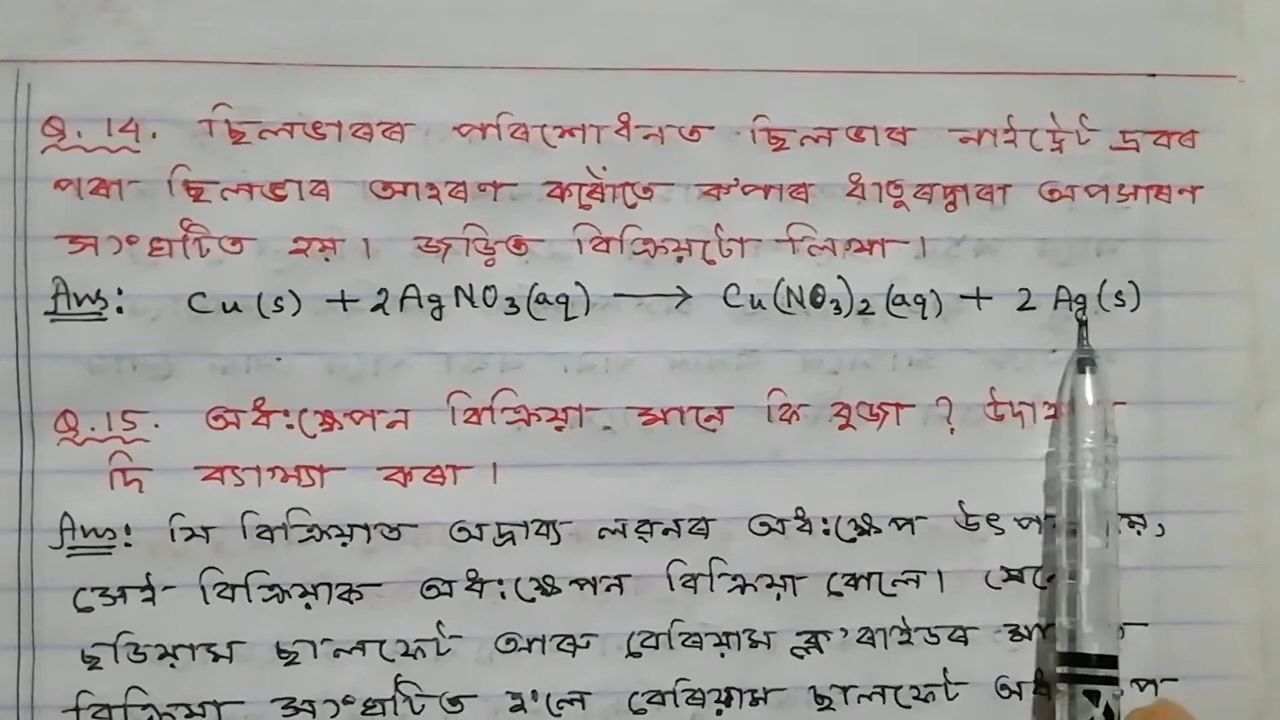 Q. 14. ছিলভাৰৰ পৰিশোধনত ছিলভাৰ নাইট্ৰেট দ্ৰৱৰ
পৰা ছিলভাৰ আহৰণ কৰোঁতে ক'পাৰ ধাতুৰদ্বাৰা অপসাৰণ
সংঘটিত হয়। জড়িত বিক্ৰিয়াটো লিখা।
Ans: Cu(s) + 2AgNO₃(aq) ⟶ Cu(NO₃)₂(aq) + 2Ag(s)
Q. 15. অধঃক্ষেপন বিক্ৰিয়া মানে কি বুজা?
দি ব্যাখ্যা কৰা।
Ans: যি বিক্ৰিয়াত অদ্ৰাব্য লৱনৰ অধঃক্ষেপ
সেই বিক্ৰিয়াক অধঃক্ষেপন বিক্ৰিয়া বোলে।
ছডিয়াম ছালফেট আৰু বেৰিয়াম ক্ল'ৰাইডৰ
বিক্ৰিয়া সংঘটিত হ'লে বেৰিয়াম ছালফেট